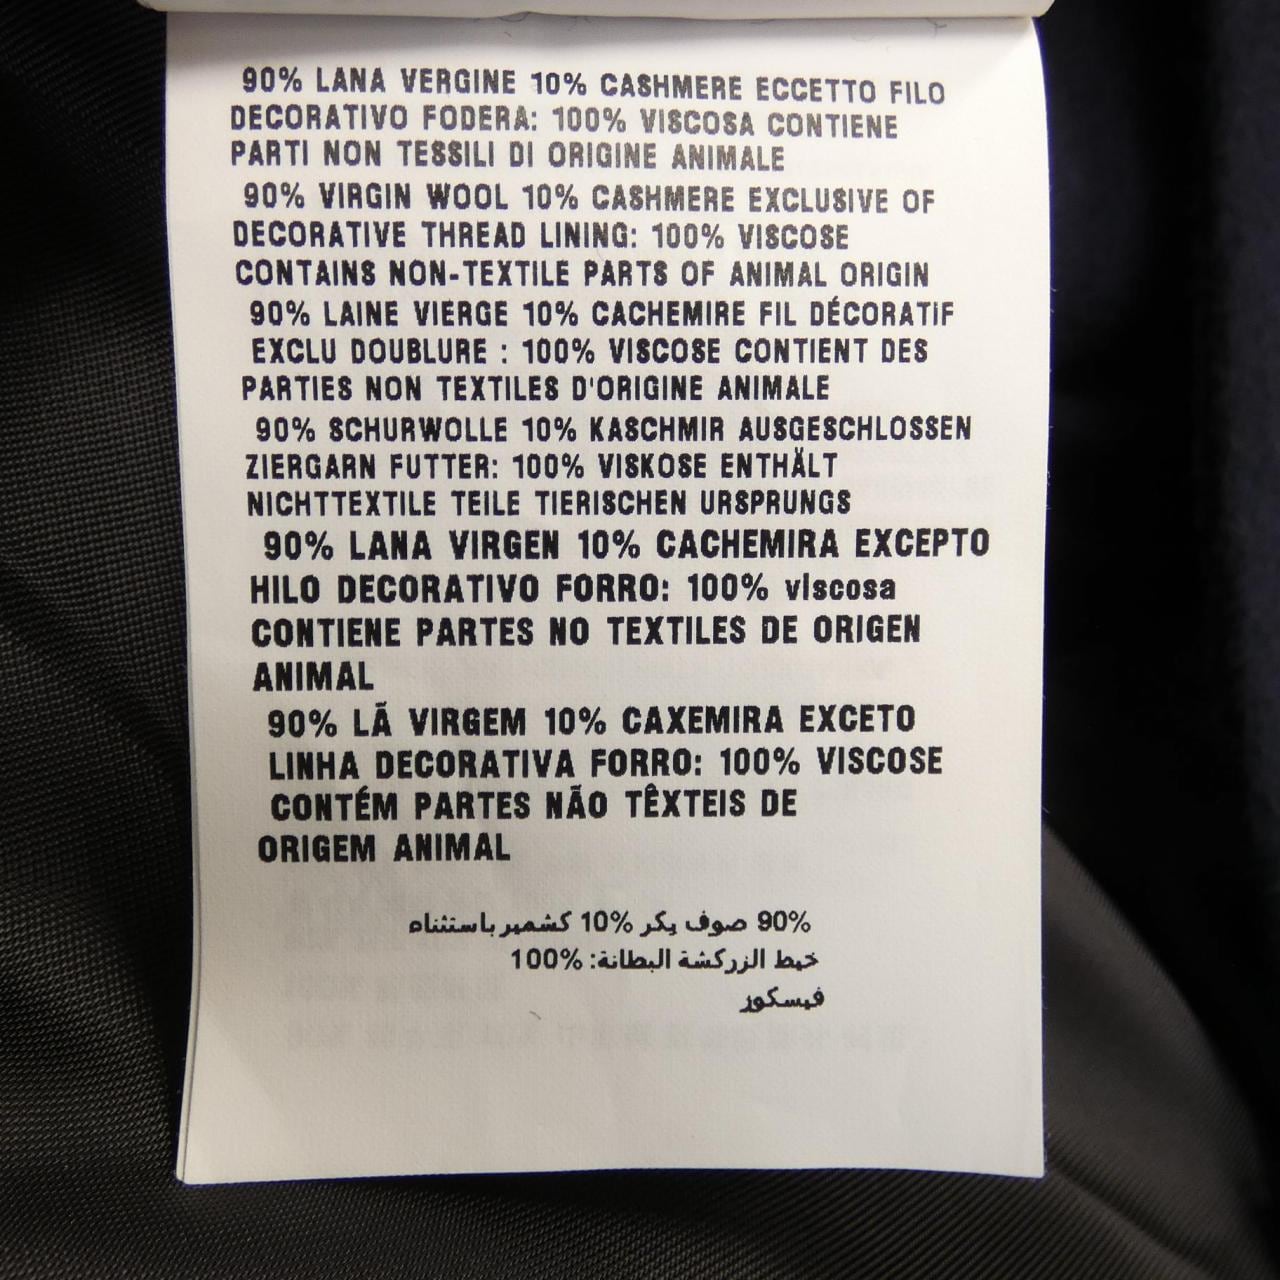 90% LANA VERGINE 10% CASHMERE ECCETTO FILO
DECORATIVO FODERA: 100% VISCOSA CONTIENE
PARTI NON TESSILI DI ORIGINE ANIMALE
90% VIRGIN WOOL 10% CASHMERE EXCLUSIVE OF
DECORATIVE THREAD LINING: 100% VISCOSE
CONTAINS NON-TEXTILE PARTS OF ANIMAL ORIGIN
90% LAINE VIERGE 10% CACHEMIRE FIL DÉCORATIF
EXCLU DOUBLURE : 100% VISCOSE CONTIENT DES
PARTIES NON TEXTILES D'ORIGINE ANIMALE
90% SCHURWOLLE 10% KASCHMIR AUSGESCHLOSSEN
ZIERGARN FUTTER: 100% VISKOSE ENTHÄLT
NICHTTEXTILE TEILE TIERISCHEN URSPRUNGS
90% LANA VIRGEN 10% CACHEMIRA EXCEPTO
HILO DECORATIVO FORRO: 100% viscosa
CONTIENE PARTES NO TEXTILES DE ORIGEN
ANIMAL
90% LÃ VIRGEM 10% CAXEMIRA EXCETO
LINHA DECORATIVA FORRO: 100% VISCOSE
CONTÉM PARTES NÃO TÊXTEIS DE
ORIGEM ANIMAL
90% صوف بكر 10% كشمير باستثناء
خيط الزركشة البطانة: 100%
فيسكوز